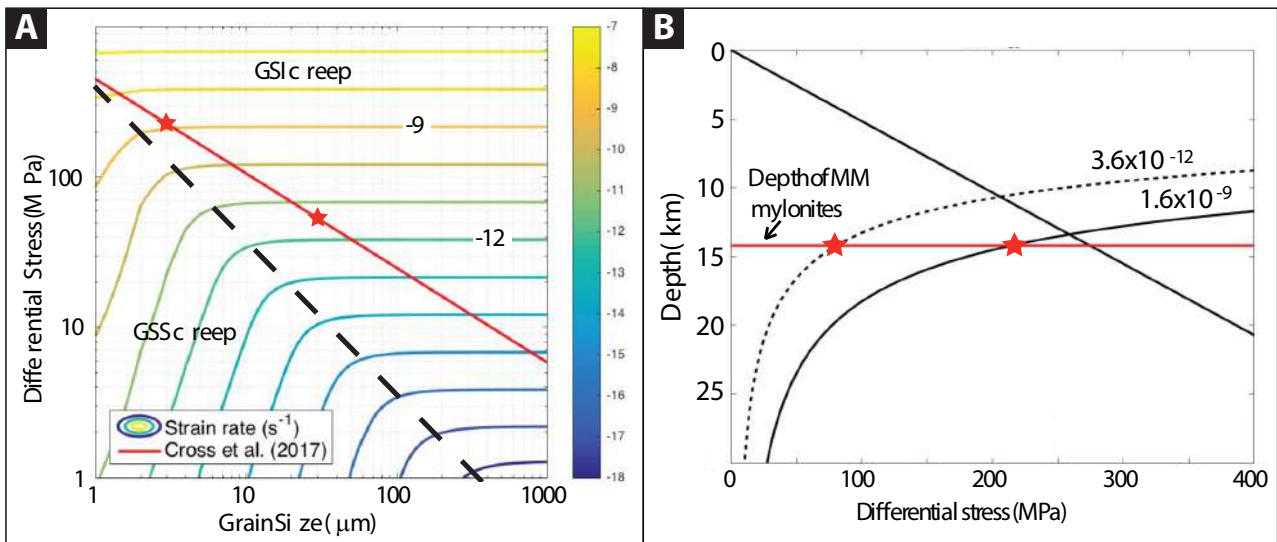 A
GSIc reep
-9
-12
GSSc reep
Diffe rential Stress (M Pa)
100
10
1
Strain rate (s⁻¹)
Cross et al. (2017)
1 10 100 1000
GrainSi ze( μm)
-7
-8
-9
-10
-11
-12
-13
-14
-15
-16
-17
-18
B
0
5
10
15
20
25
Depth( km)
3.6x10 ⁻¹²
1.6x10⁻⁹
DepthofMM
mylonites
0 100 200 300 400
Differential stress(MPa)